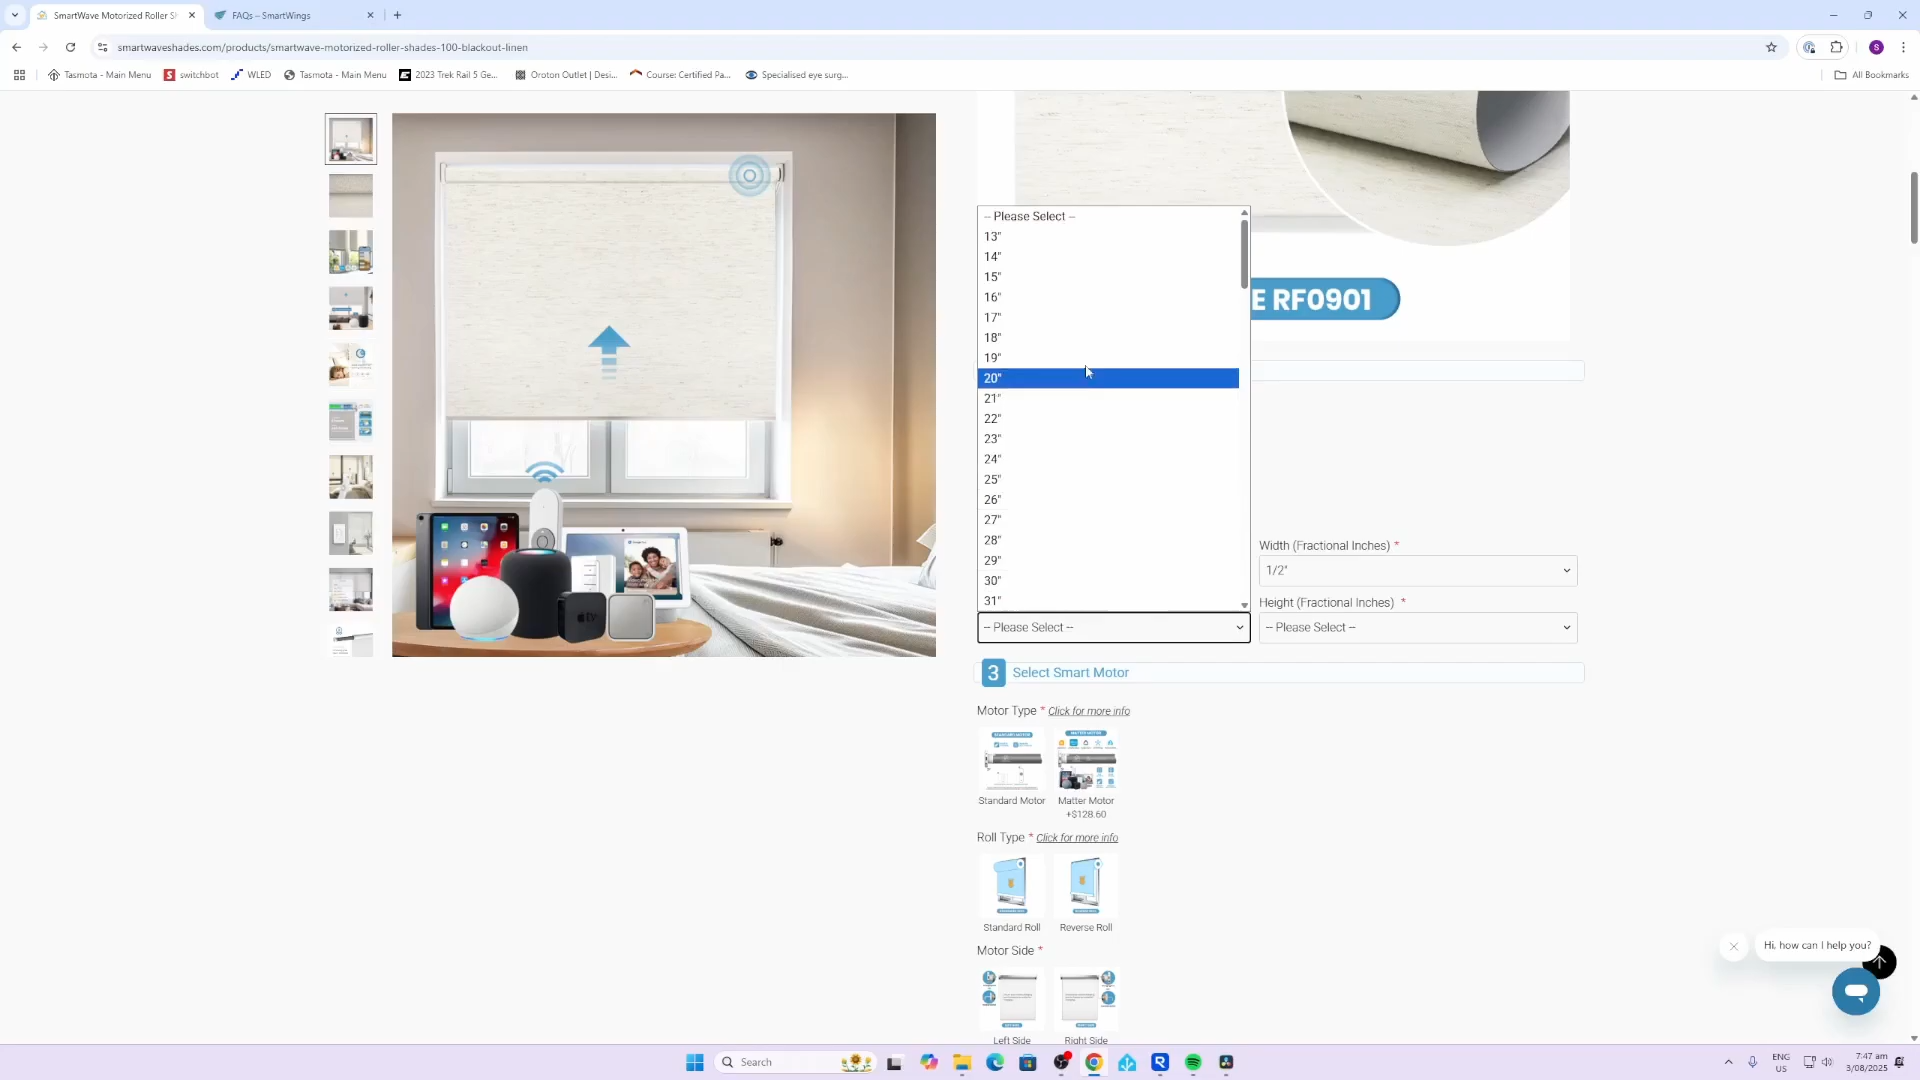 SmartWave Motorized Roller Sh
FAQs – SmartWings
smartwaveshades.com/products/smartwave-motorized-roller-shades-100-blackout-linen
S
Tasmota - Main Menu
switchbot
WLED
Tasmota - Main Menu
2023 Trek Rail 5 Ge...
Oroton Outlet | Desi...
Course: Certified Pa...
Specialised eye surg...
All Bookmarks
E RF0901
-- Please Select --
13"
14"
15"
16"
17"
18"
19"
20"
21"
22"
23"
24"
25"
26"
27"
28"
29"
30"
31"
Width (Fractional Inches) *
1/2"
Height (Fractional Inches) *
-- Please Select --
-- Please Select --
3 Select Smart Motor
Motor Type * Click for more info
STANDARD MOTOR
MATTER MOTOR
Standard Motor
Matter Motor
+$128.60
Roll Type * Click for more info
Standard Roll
Reverse Roll
Motor Side *
Left Side
Right Side
tv
Hi, how can I help you?
Search
ENG
US
7:47 am
3/08/2025